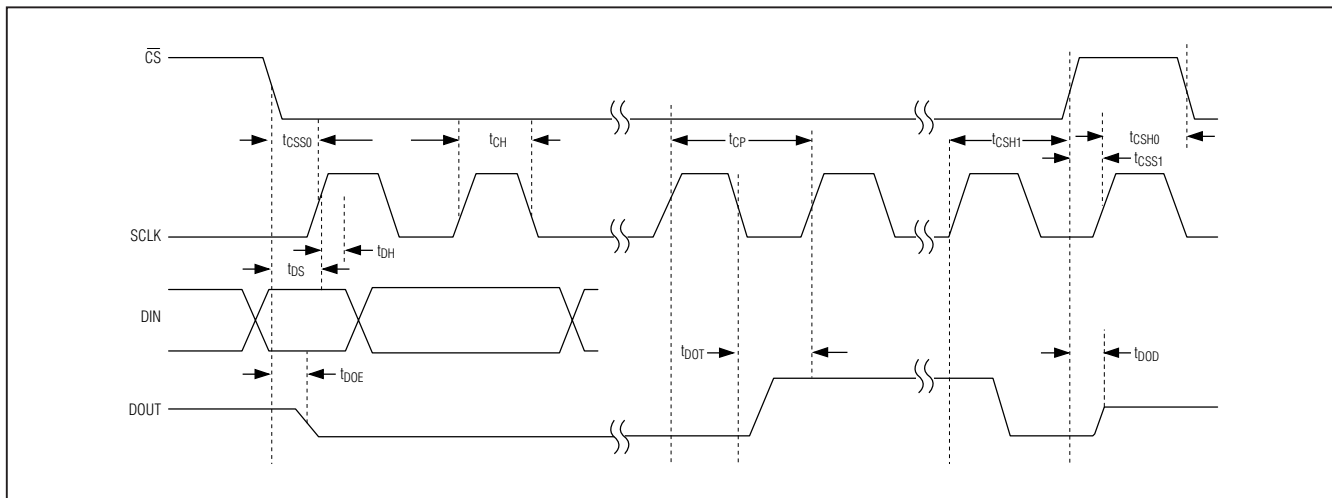 CS
tCSS0
tCH
tCP
tCSH1
tCSH0
tCSS1
SCLK
tDH
tDS
DIN
tDOT
tDOD
tDOE
DOUT